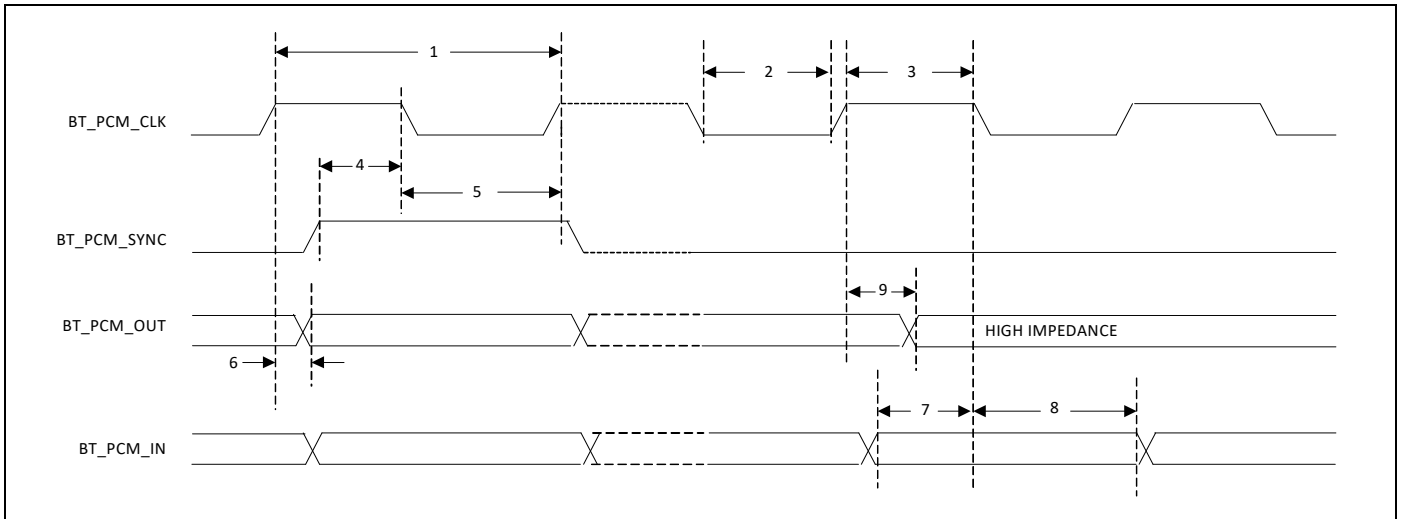 1
2
3
BT_PCM_CLK
4
5
BT_PCM_SYNC
9
BT_PCM_OUT
HIGH IMPEDANCE
6
7
8
BT_PCM_IN